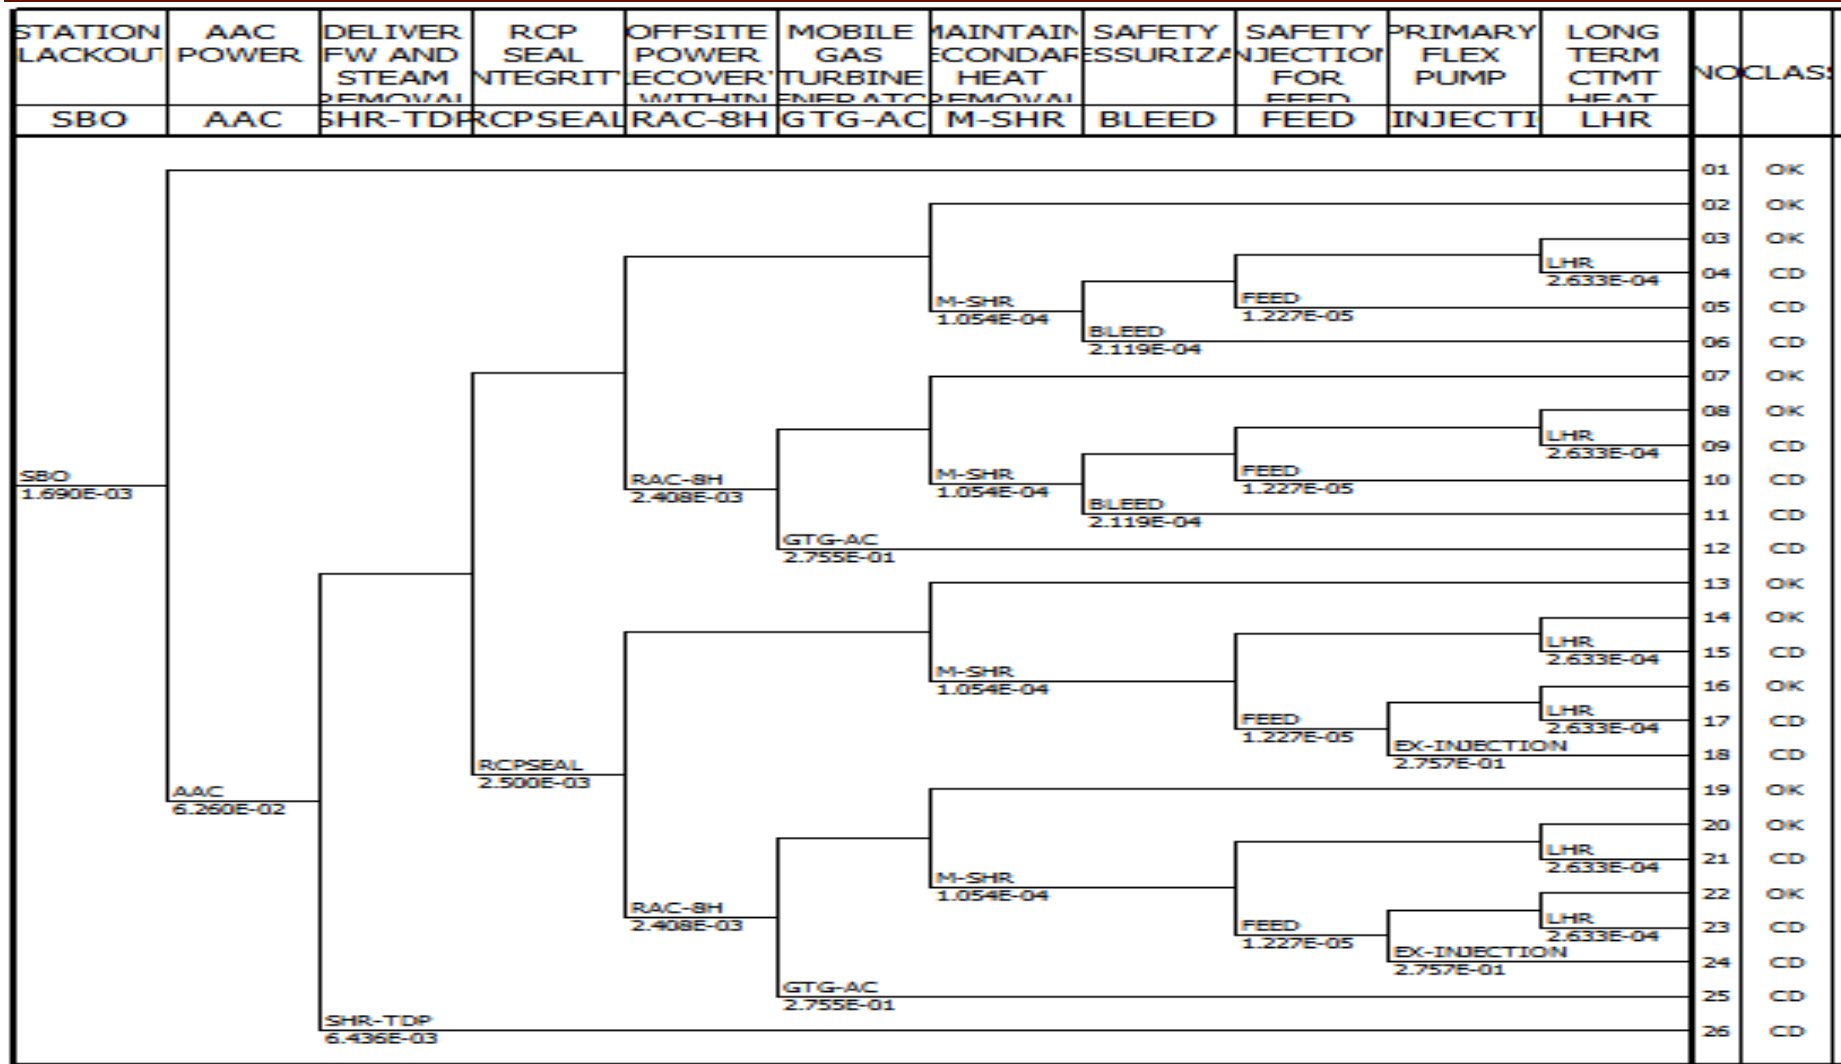 STATION
LACKOUT
AAC
POWER
DELIVER
FW AND
STEAM
REMOVAL
RCP
SEAL
NTEGRIT
OFFSITE
POWER
ECOVER
WITHIN
MOBILE
GAS
TURBINE
ENERATO
MAINTAIN
ECONDAR
HEAT
REMOVAL
SAFETY
ESSURIZA
SAFETY
NJECTION
FOR
FEED
PRIMARY
FLEX
PUMP
LONG
TERM
CTMT
HEAT
NO
CLAS
SBO
AAC
SHR-TDP
RCPSEAL
RAC-8H
GTG-AC
M-SHR
BLEED
FEED
INJECTI
LHR
01 OK
02 OK
03 OK
LHR
04 CD
2.633E-04
FEED
M-SHR
05 CD
1.227E-05
1.054E-04
BLEED
06 CD
2.119E-04
07 OK
08 OK
LHR
09 CD
2.633E-04
FEED
M-SHR
SBO
RAC-8H
10 CD
1.227E-05
1.054E-04
1.690E-03
2.408E-03
BLEED
11 CD
2.119E-04
GTG-AC
12 CD
2.755E-01
13 OK
14 OK
LHR
15 CD
2.633E-04
M-SHR
1.054E-04
16 OK
LHR
FEED
17 CD
2.633E-04
1.227E-05
EX-INJECTION
18 CD
2.757E-01
RCPSEAL
2.500E-03
AAC
19 OK
6.260E-02
20 OK
LHR
21 CD
2.633E-04
M-SHR
1.054E-04
22 OK
RAC-8H
2.408E-03
LHR
FEED
23 CD
2.633E-04
1.227E-05
EX-INJECTION
24 CD
2.757E-01
GTG-AC
25 CD
2.755E-01
SHR-TDP
26 CD
6.436E-03